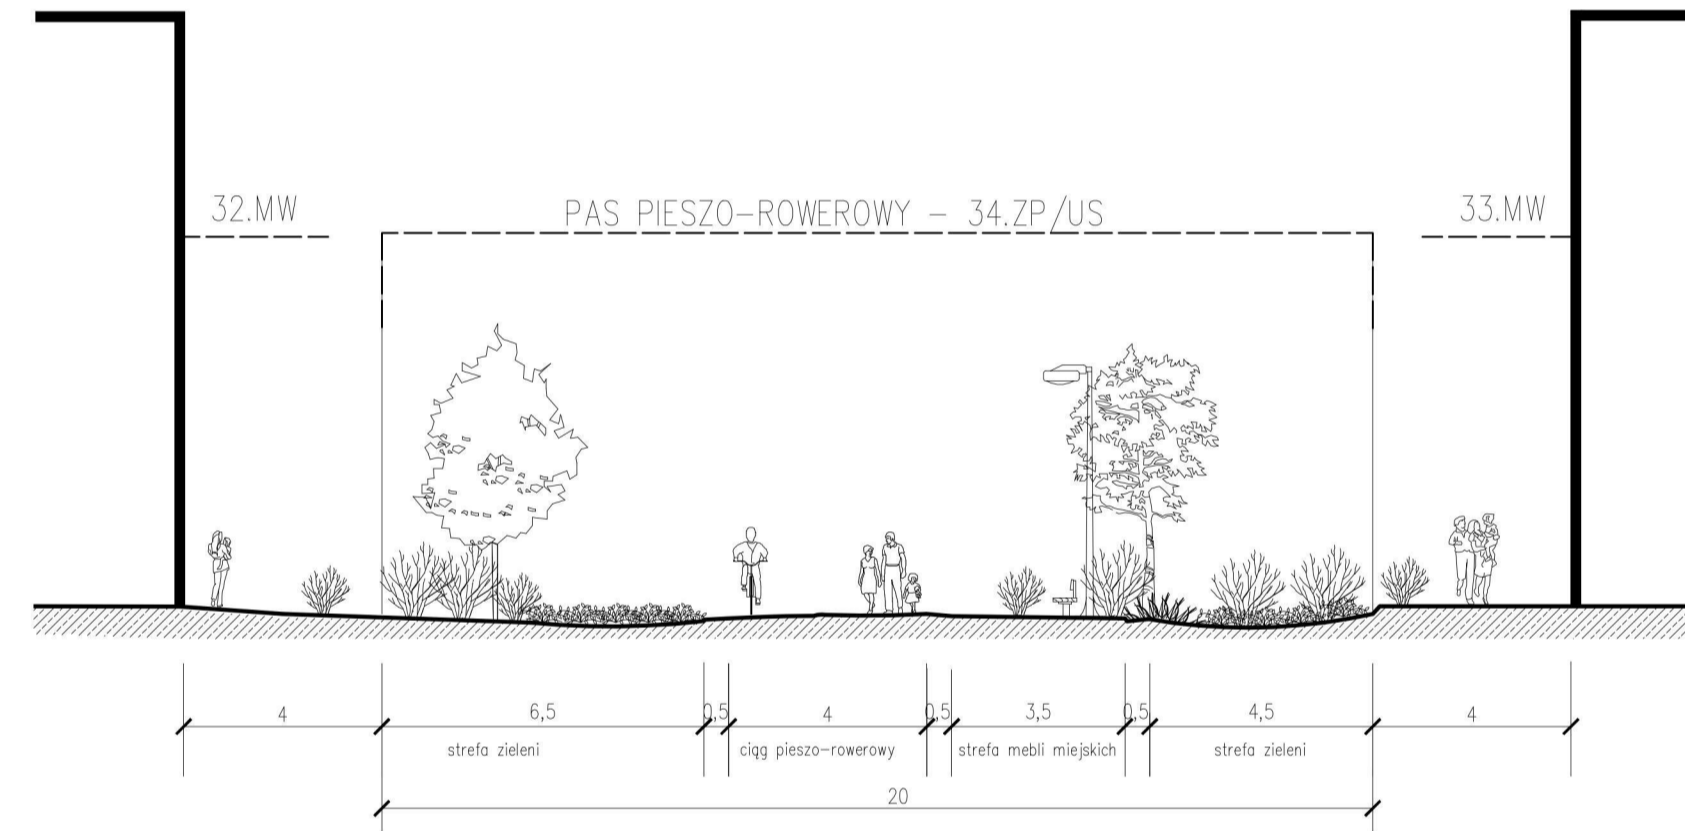 32.MW
PAS PIESZO-ROWEROWY - 34.ZP/US
33.MW
4
6,5
0,5
4
0,5
3,5
0,5
4,5
4
strefa zieleni
ciąg pieszo-rowerowy
strefa mebli miejskich
strefa zieleni
20